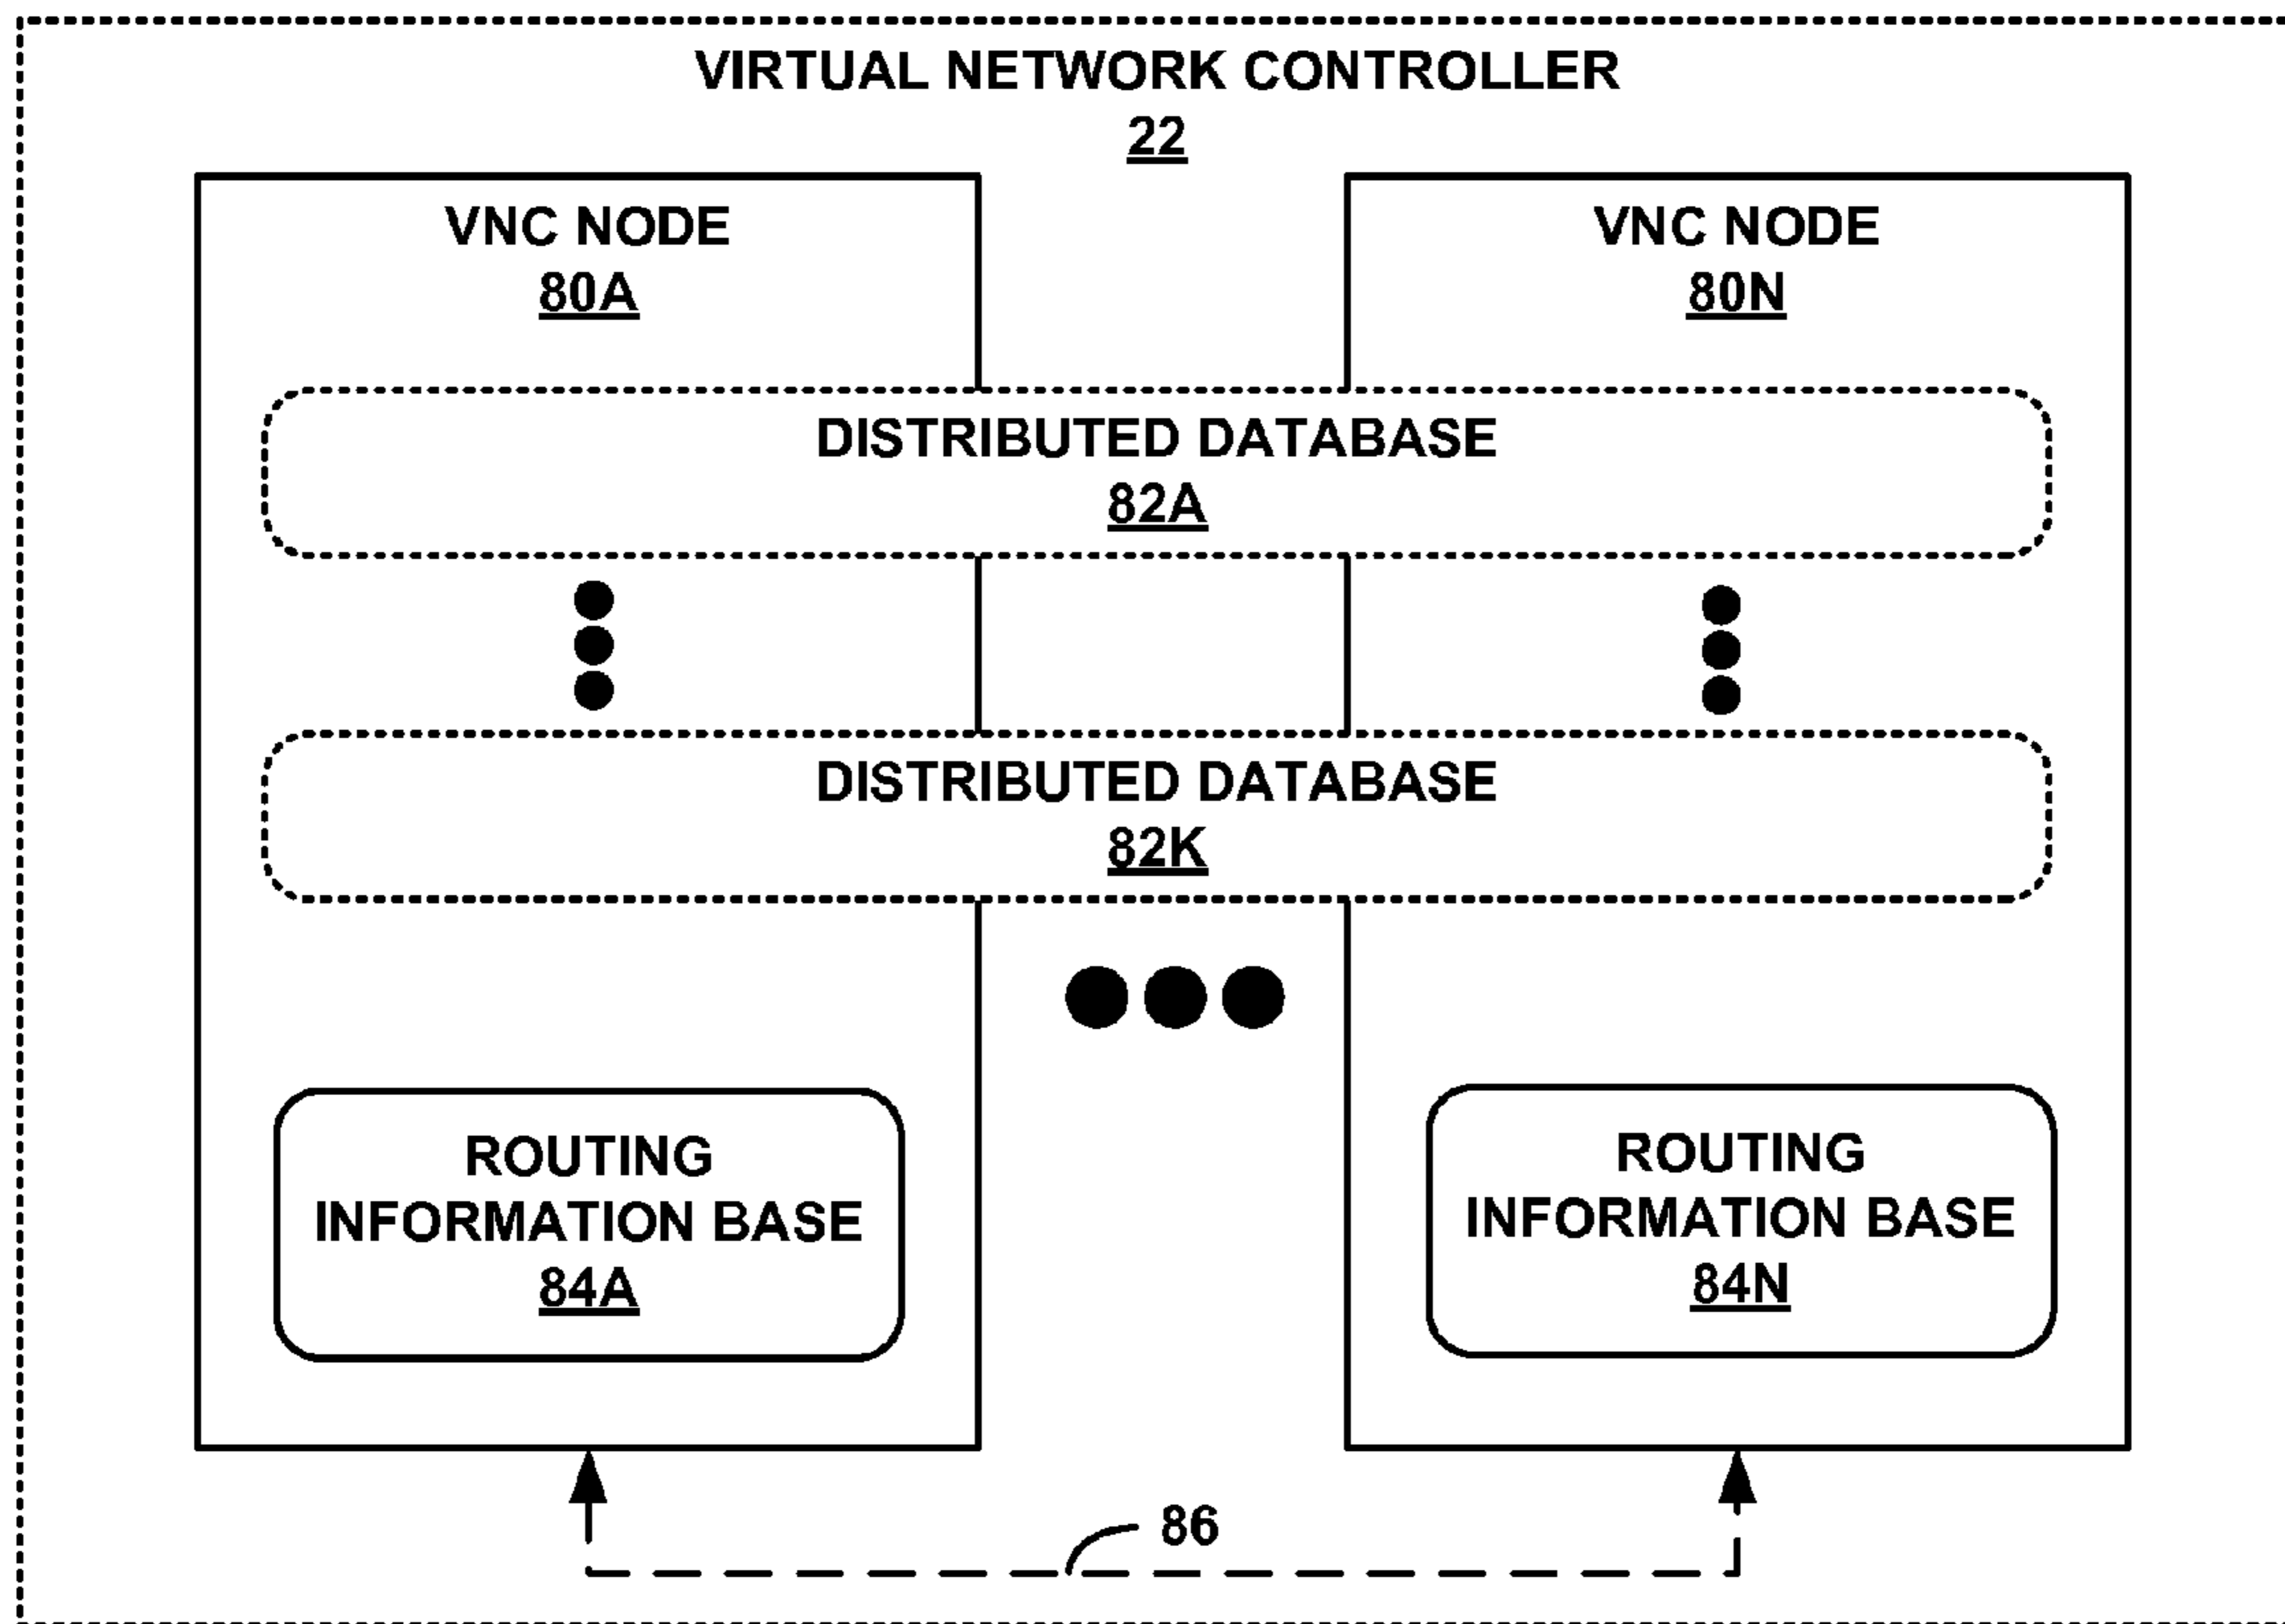 VIRTUAL NETWORK CONTROLLER
22
VNC NODE
80A
VNC NODE
80N
DISTRIBUTED DATABASE
82A
DISTRIBUTED DATABASE
82K
ROUTING
INFORMATION BASE
84A
ROUTING
INFORMATION BASE
84N
86